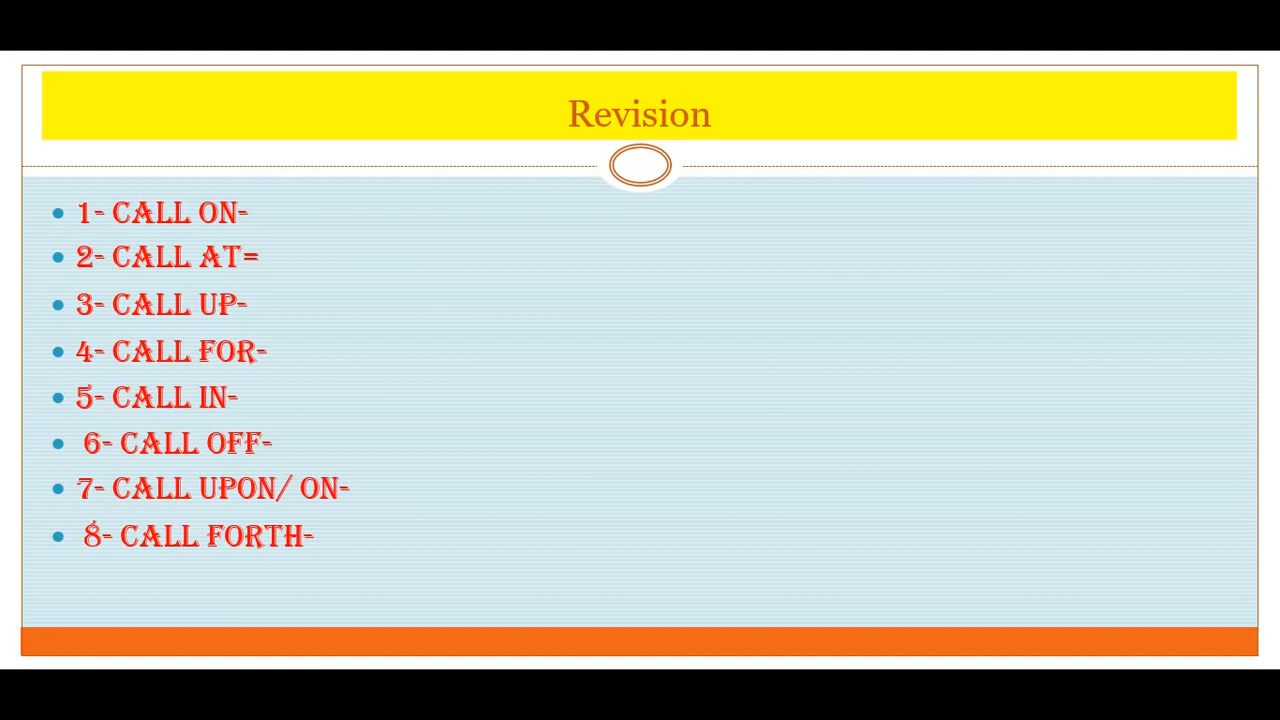 Revision
• 1- CALL ON-
• 2- CALL AT=
• 3- CALL UP-
• 4- CALL FOR-
• 5- CALL IN-
• 6- CALL OFF-
• 7- CALL UPON/ ON-
• 8- CALL FORTH-